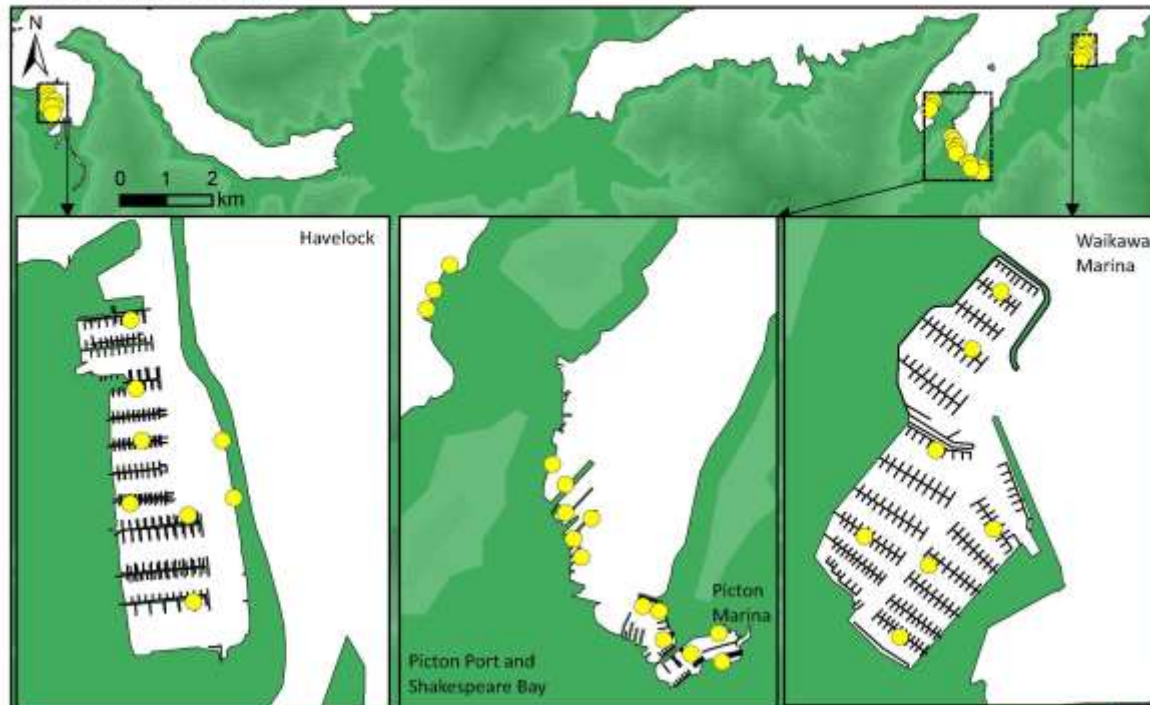 N
0 1 2
km
Havelock
Waikawa
Marina
Picton
Marina
Picton Port and
Shakespeare Bay